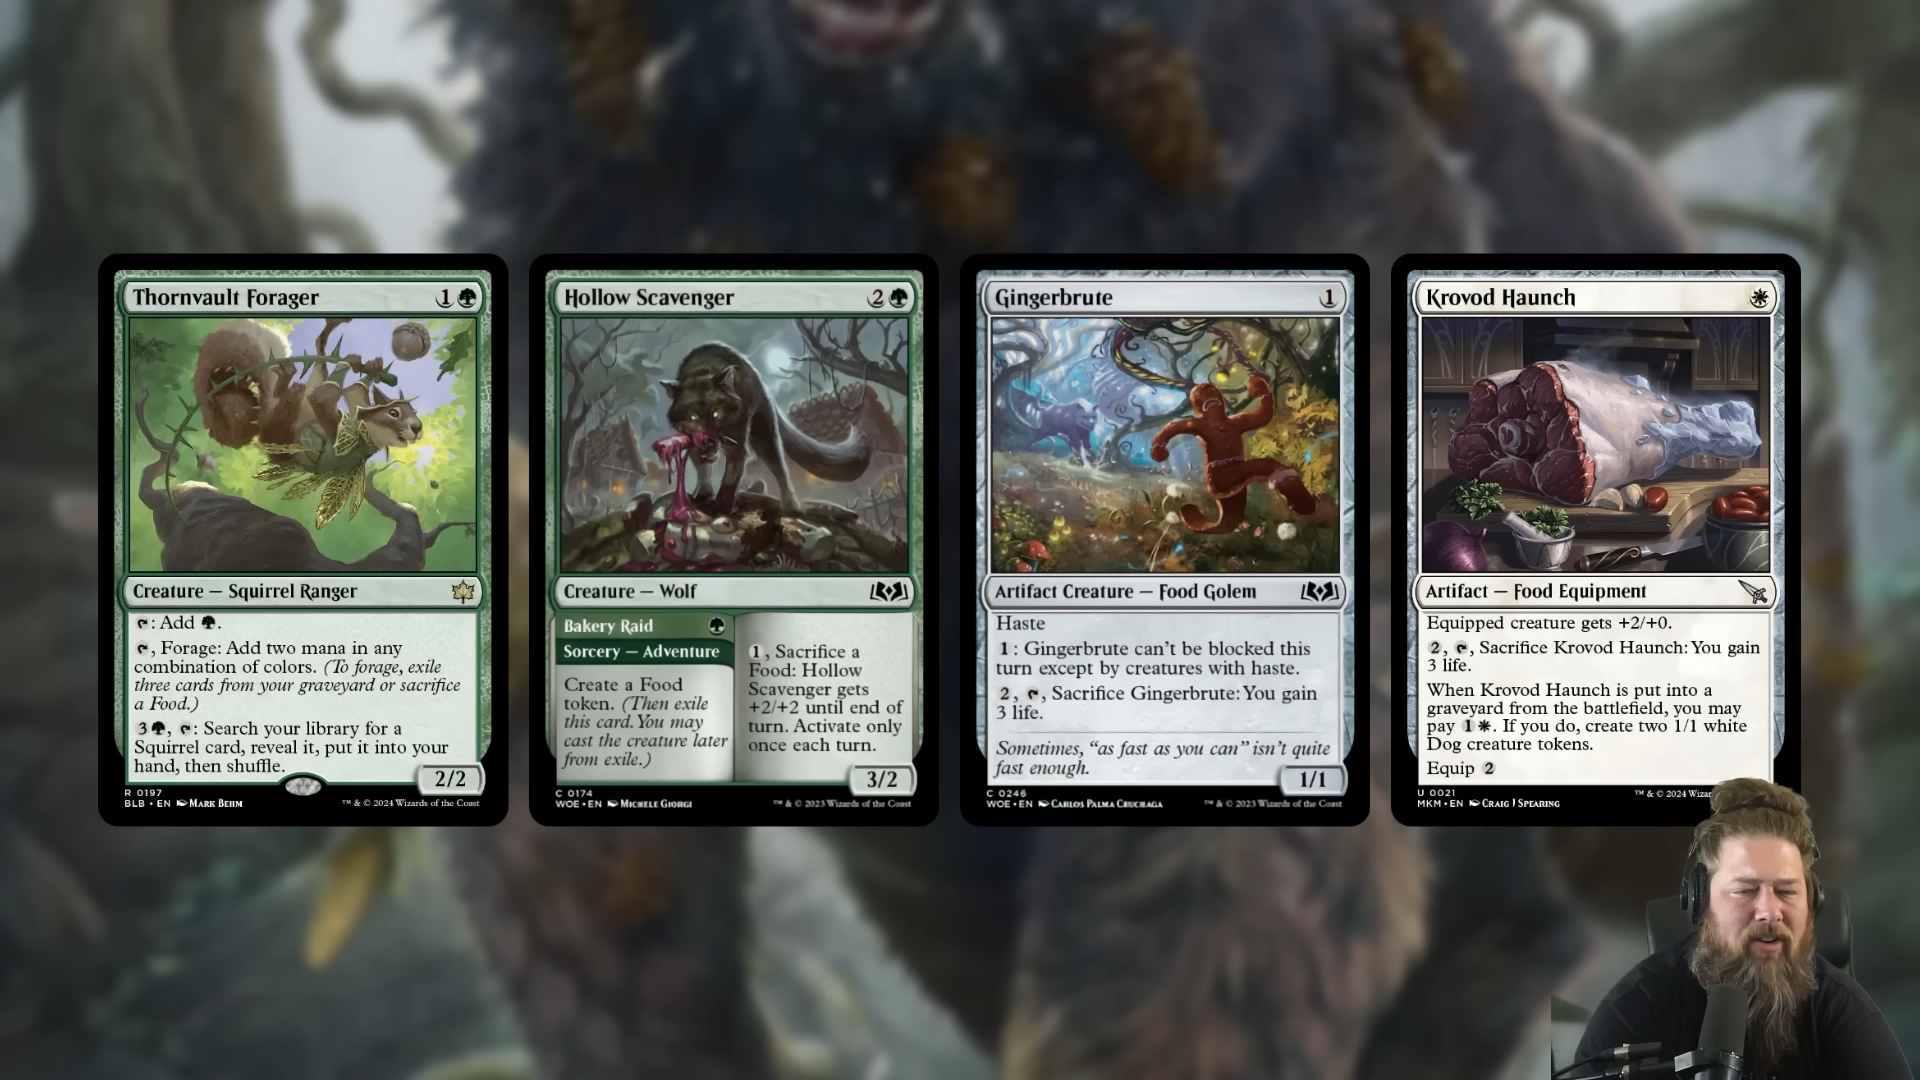 Thornvault Forager 1
Creature — Squirrel Ranger
: Add .
, Forage: Add two mana in any
combination of colors. (To forage, exile
three cards from your graveyard or sacrifice
a Food.)
3 , : Search your library for a
Squirrel card, reveal it, put it into your
hand, then shuffle.
2/2
R 0197
BLB • EN MARK BEHM
™ & © 2024 Wizards of the Coast
Hollow Scavenger 2
Creature — Wolf
Bakery Raid
Sorcery — Adventure
Create a Food
token. (Then exile
this card. You may
cast the creature later
from exile.)
1, Sacrifice a
Food: Hollow
Scavenger gets
+2/+2 until end of
turn. Activate only
once each turn.
3/2
C 0174
WOE • EN MICHELE GIORGI
™ & © 2023 Wizards of the Coast
Gingerbrute 1
Artifact Creature — Food Golem
Haste
1: Gingerbrute can't be blocked this
turn except by creatures with haste.
2, , Sacrifice Gingerbrute: You gain
3 life.
Sometimes, "as fast as you can" isn't quite
fast enough.
1/1
C 0246
WOE • EN CARLOS PALMA CRUCHAGA
™ & © 2023 Wizards of the Coast
Krovod Haunch
Artifact — Food Equipment
Equipped creature gets +2/+0.
2, , Sacrifice Krovod Haunch: You gain
3 life.
When Krovod Haunch is put into a
graveyard from the battlefield, you may
pay 1 . If you do, create two 1/1 white
Dog creature tokens.
Equip 2
U 0021
MKM • EN CRAIG J SPEARING
™ & © 2024